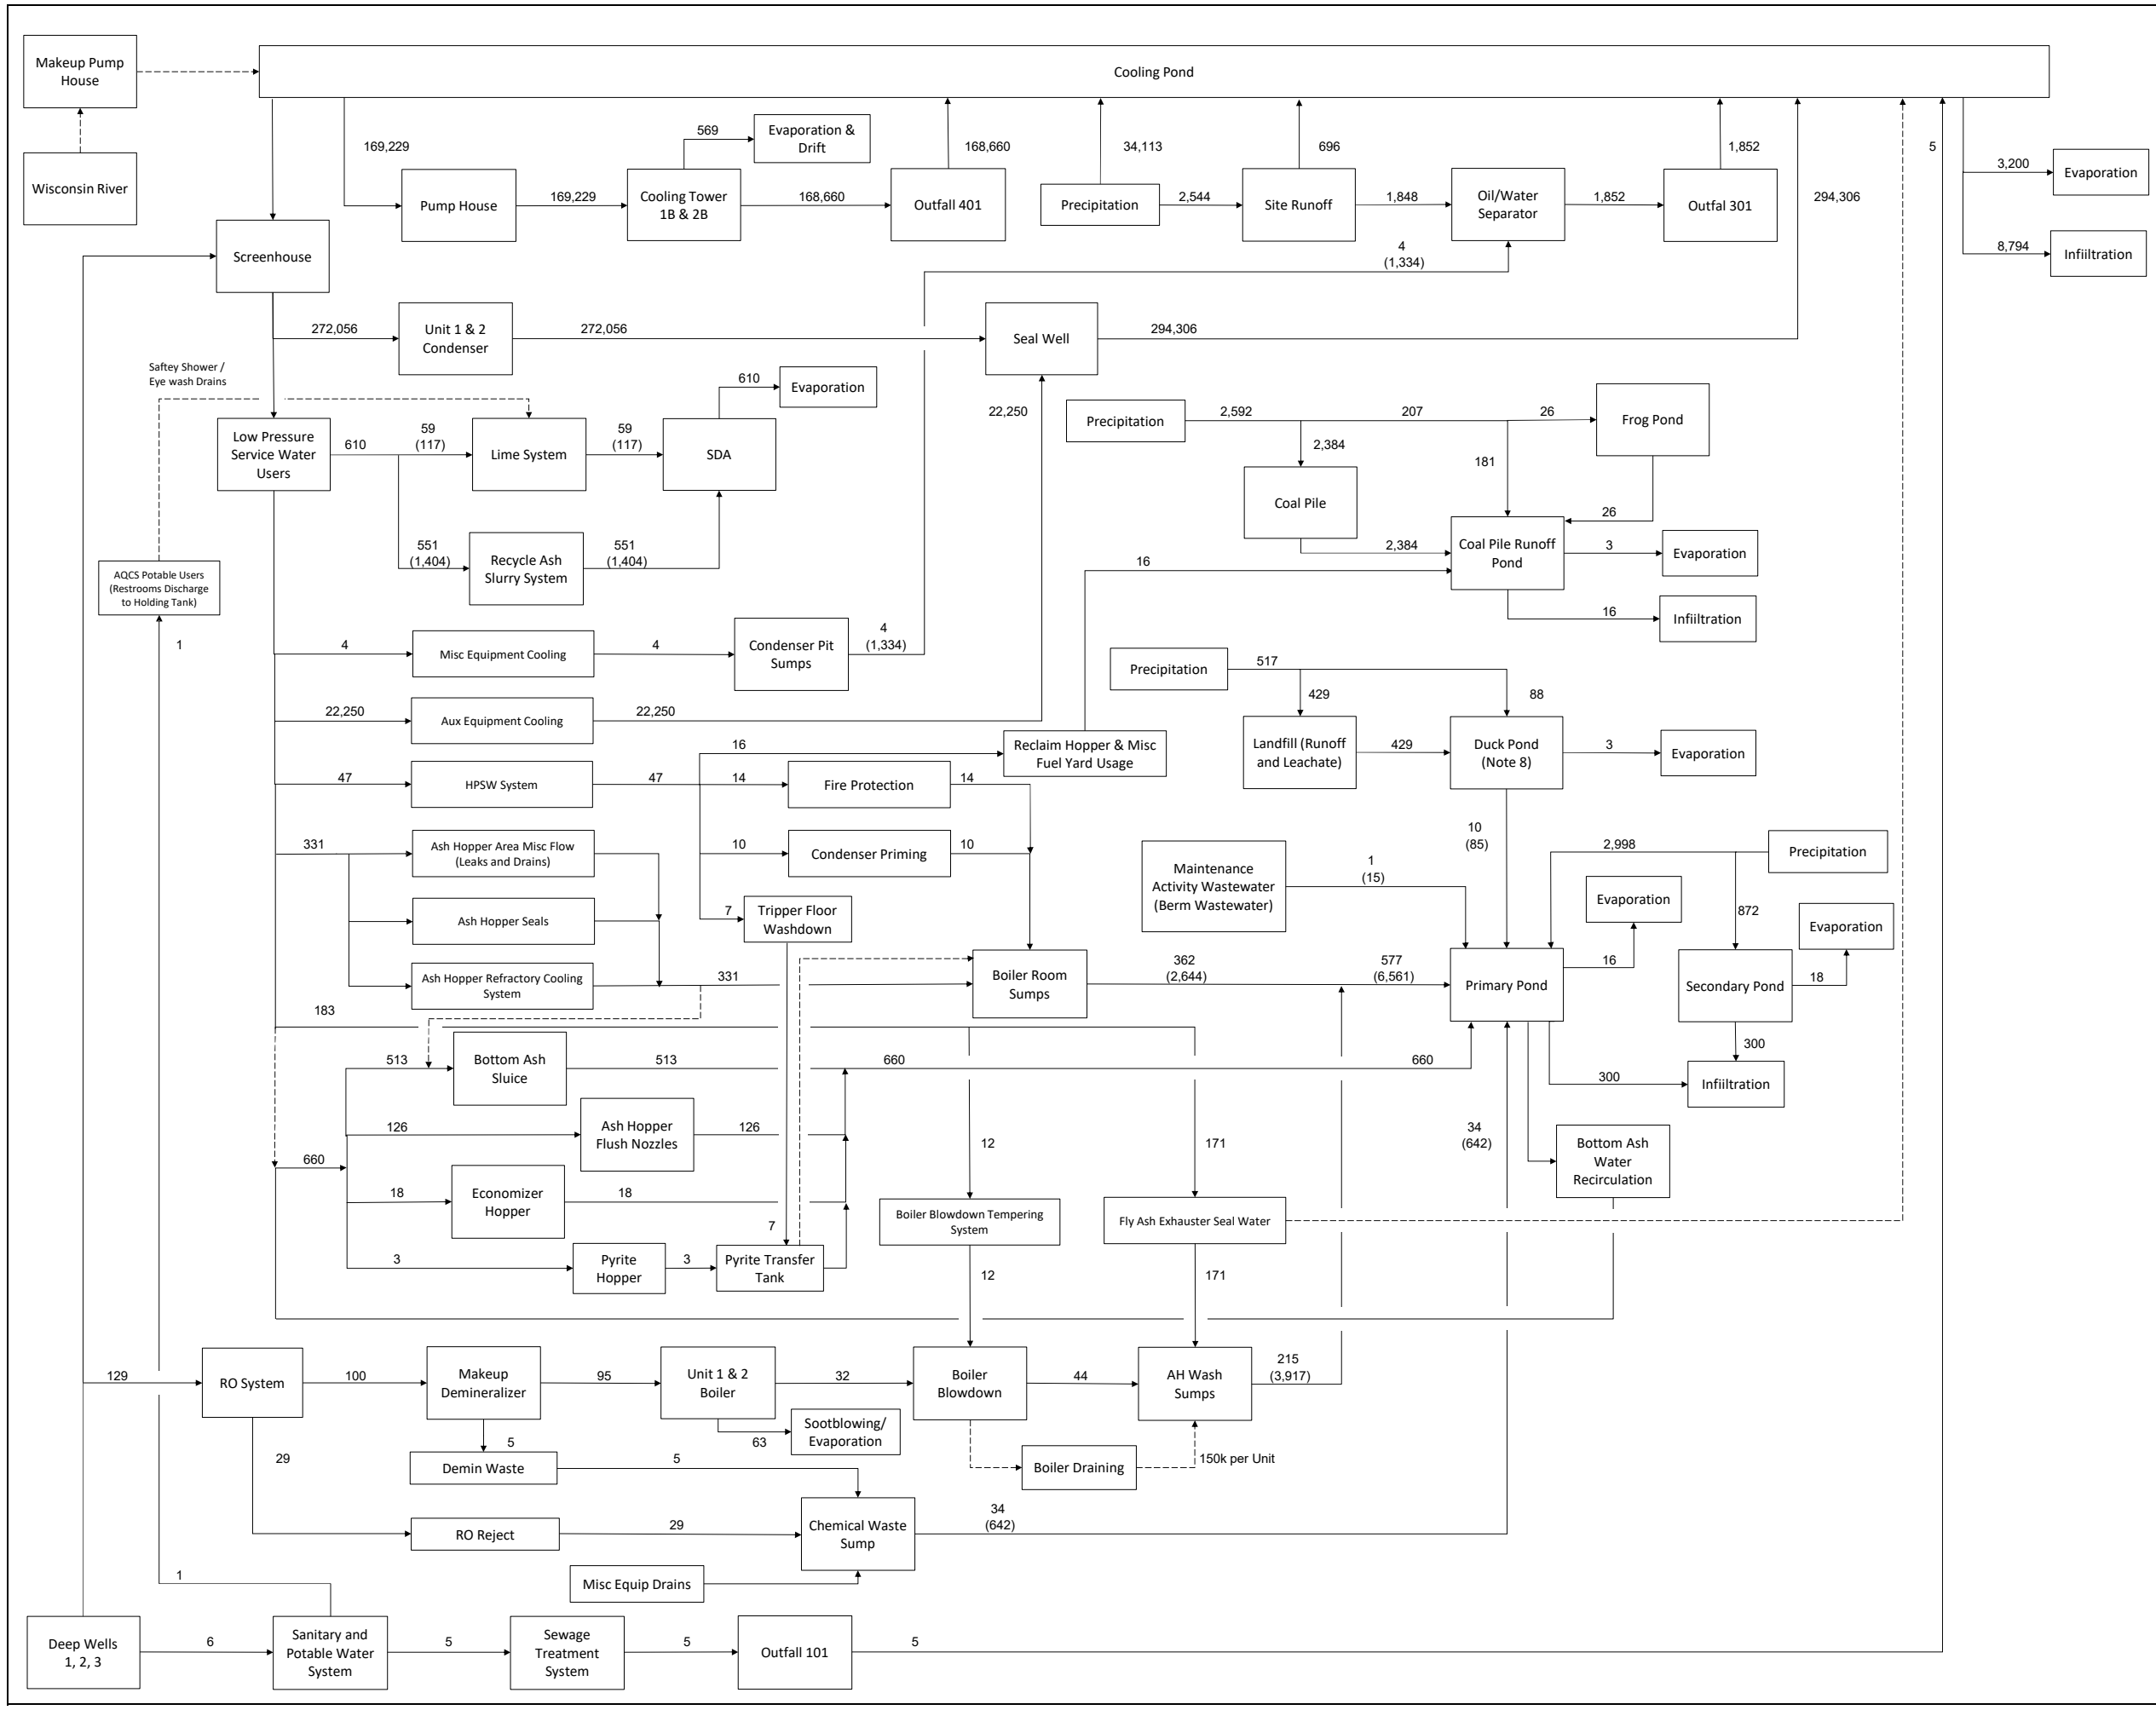 Makeup Pump
House
Cooling Pond
Wisconsin River
169,229
569
Evaporation &
Drift
168,660
34,113
696
1,852
5
294,306
3,200
Evaporation
Pump House
169,229
Cooling Tower
1B & 2B
168,660
Outfall 401
Precipitation
2,544
Site Runoff
1,848
Oil/Water
Separator
1,852
Outfal 301
8,794
Infiiltration
Screenhouse
4
(1,334)
272,056
Unit 1 & 2
Condenser
272,056
Seal Well
294,306
Saftey Shower /
Eye wash Drains
610
Evaporation
22,250
Low Pressure
Service Water
Users
610
59
(117)
Lime System
59
(117)
SDA
Precipitation
2,592
207
26
Frog Pond
2,384
181
Coal Pile
26
551
(1,404)
Recycle Ash
Slurry System
551
(1,404)
2,384
Coal Pile Runoff
Pond
3
Evaporation
16
16
Infiiltration
AQCS Potable Users
(Restrooms Discharge
to Holding Tank)
1
4
Misc Equipment Cooling
4
Condenser Pit
Sumps
4
(1,334)
Precipitation
517
429
88
22,250
Aux Equipment Cooling
22,250
16
Reclaim Hopper & Misc
Fuel Yard Usage
Landfill (Runoff
and Leachate)
429
Duck Pond
(Note 8)
3
Evaporation
47
HPSW System
47
14
Fire Protection
14
10
(85)
331
Ash Hopper Area Misc Flow
(Leaks and Drains)
10
Condenser Priming
10
Maintenance
Activity Wastewater
(Berm Wastewater)
1
(15)
2,998
Precipitation
Evaporation
872
Evaporation
Ash Hopper Seals
7
Tripper Floor
Washdown
Ash Hopper Refractory Cooling
System
331
Boiler Room
Sumps
362
(2,644)
577
(6,561)
Primary Pond
16
Secondary Pond
18
183
300
513
Bottom Ash
Sluice
513
660
660
300
Infiiltration
126
Ash Hopper
Flush Nozzles
126
12
171
34
(642)
Bottom Ash
Water
Recirculation
660
18
Economizer
Hopper
18
7
Boiler Blowdown Tempering
System
Fly Ash Exhauster Seal Water
3
Pyrite
Hopper
3
Pyrite Transfer
Tank
12
171
129
RO System
100
Makeup
Demineralizer
95
Unit 1 & 2
Boiler
32
Boiler
Blowdown
44
AH Wash
Sumps
215
(3,917)
29
5
63
Sootblowing/
Evaporation
Demin Waste
5
Boiler Draining
150k per Unit
RO Reject
29
Chemical Waste
Sump
34
(642)
1
Misc Equip Drains
Deep Wells
1, 2, 3
6
Sanitary and
Potable Water
System
5
Sewage
Treatment
System
5
Outfall 101
5